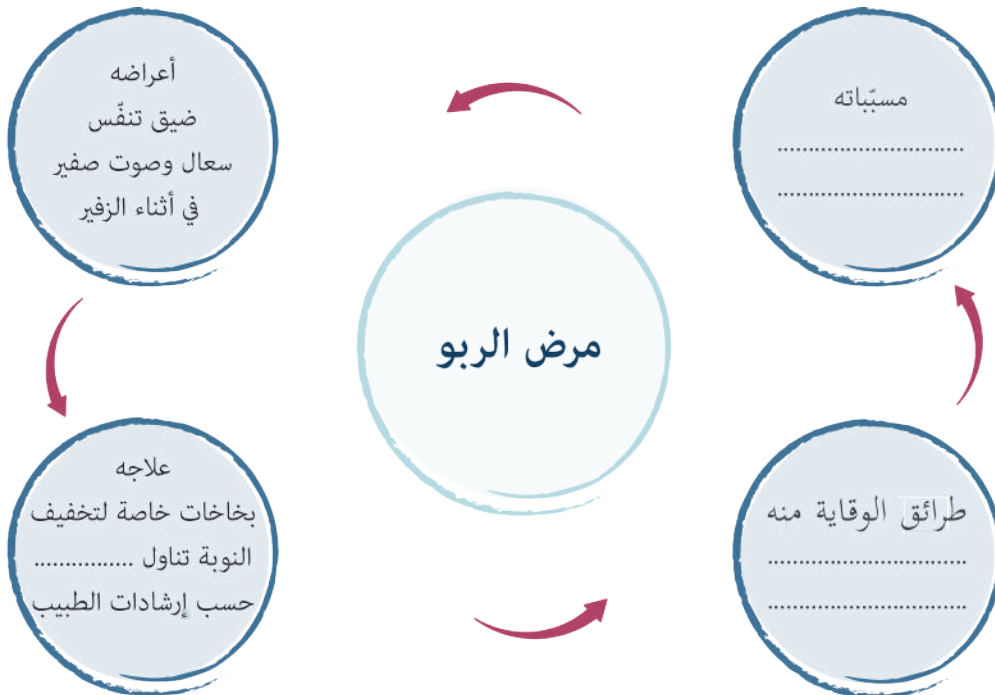 مسبّباته
............................
............................
أعراضه
ضيق تنفّس
سعال وصوت صفير
في أثناء الزفير
مرض الربو
علاجه
بخاخات خاصة لتخفيف
النوبة تناول ...............
حسب إرشادات الطبيب
طرائق الوقاية منه
..............................
..............................